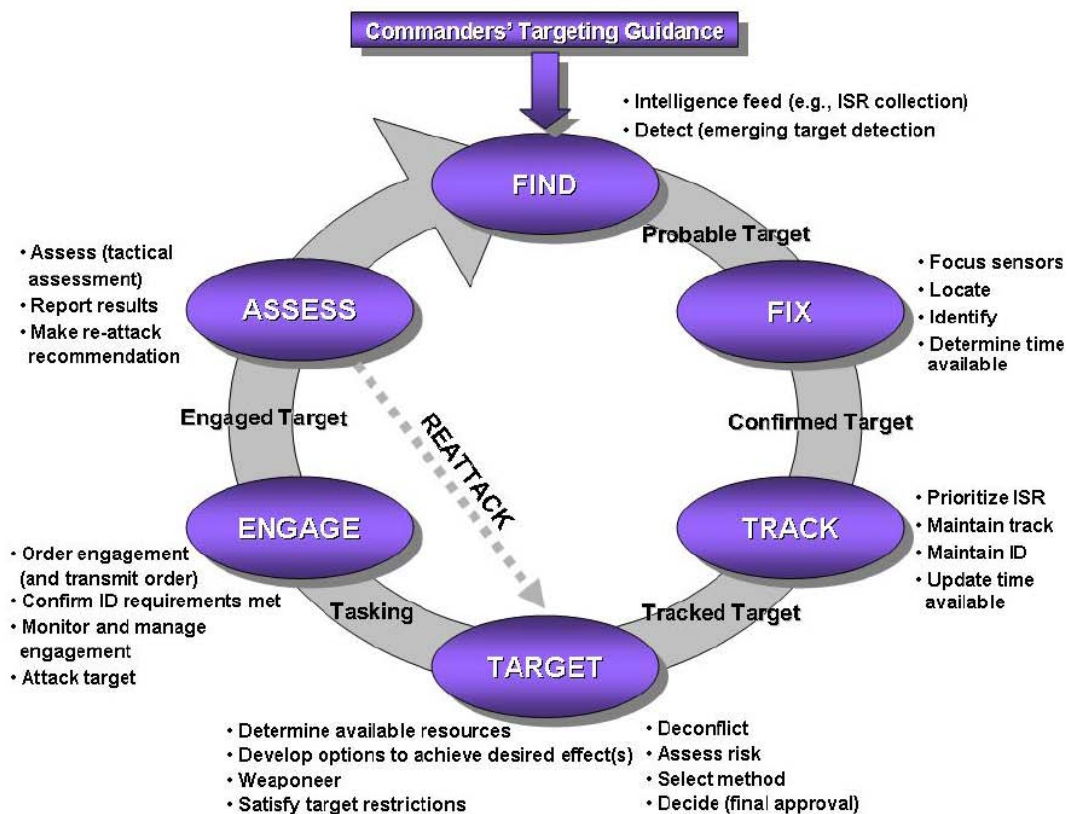 Commanders' Targeting Guidance
• Intelligence feed (e.g., ISR collection)
• Detect (emerging target detection
FIND
Probable Target
• Focus sensors
• Locate
• Identify
• Determine time
available
FIX
Confirmed Target
• Prioritize ISR
• Maintain track
• Maintain ID
• Update time
available
TRACK
Tracked Target
TARGET
• Determine available resources
• Develop options to achieve desired effect(s)
• Weaponeer
• Satisfy target restrictions
• Deconflict
• Assess risk
• Select method
• Decide (final approval)
Tasking
ENGAGE
• Order engagement
(and transmit order)
• Confirm ID requirements met
• Monitor and manage
engagement
• Attack target
Engaged Target
ASSESS
• Assess (tactical
assessment)
• Report results
• Make re-attack
recommendation
REATTACK